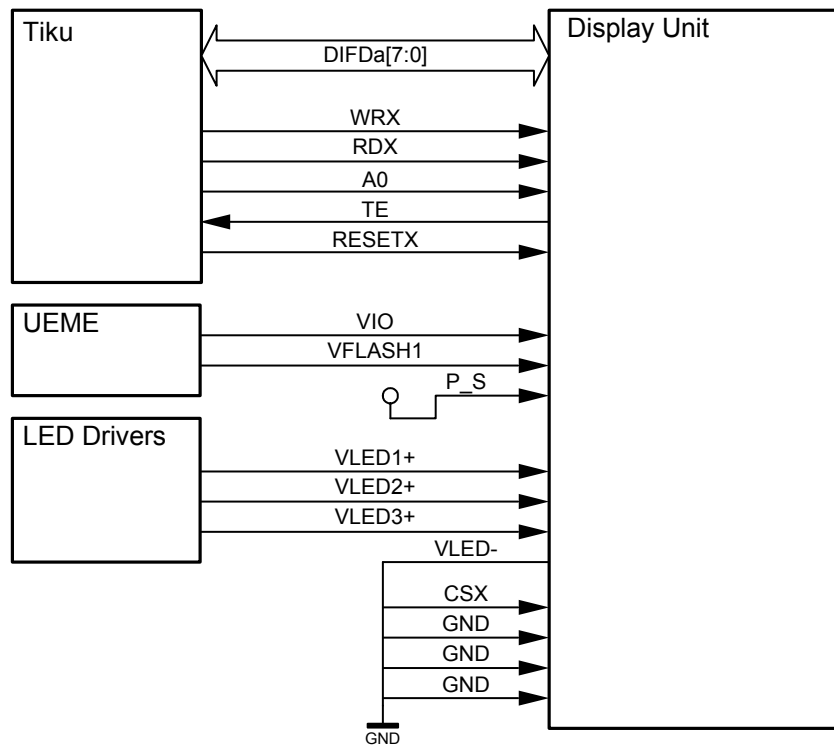 Tiku
Display Unit
DIFDa[7:0]
WRX
RDX
A0
TE
RESETX
UEME
VIO
VFLASH1
P_S
LED Drivers
VLED1+
VLED2+
VLED3+
VLED-
CSX
GND
GND
GND
GND